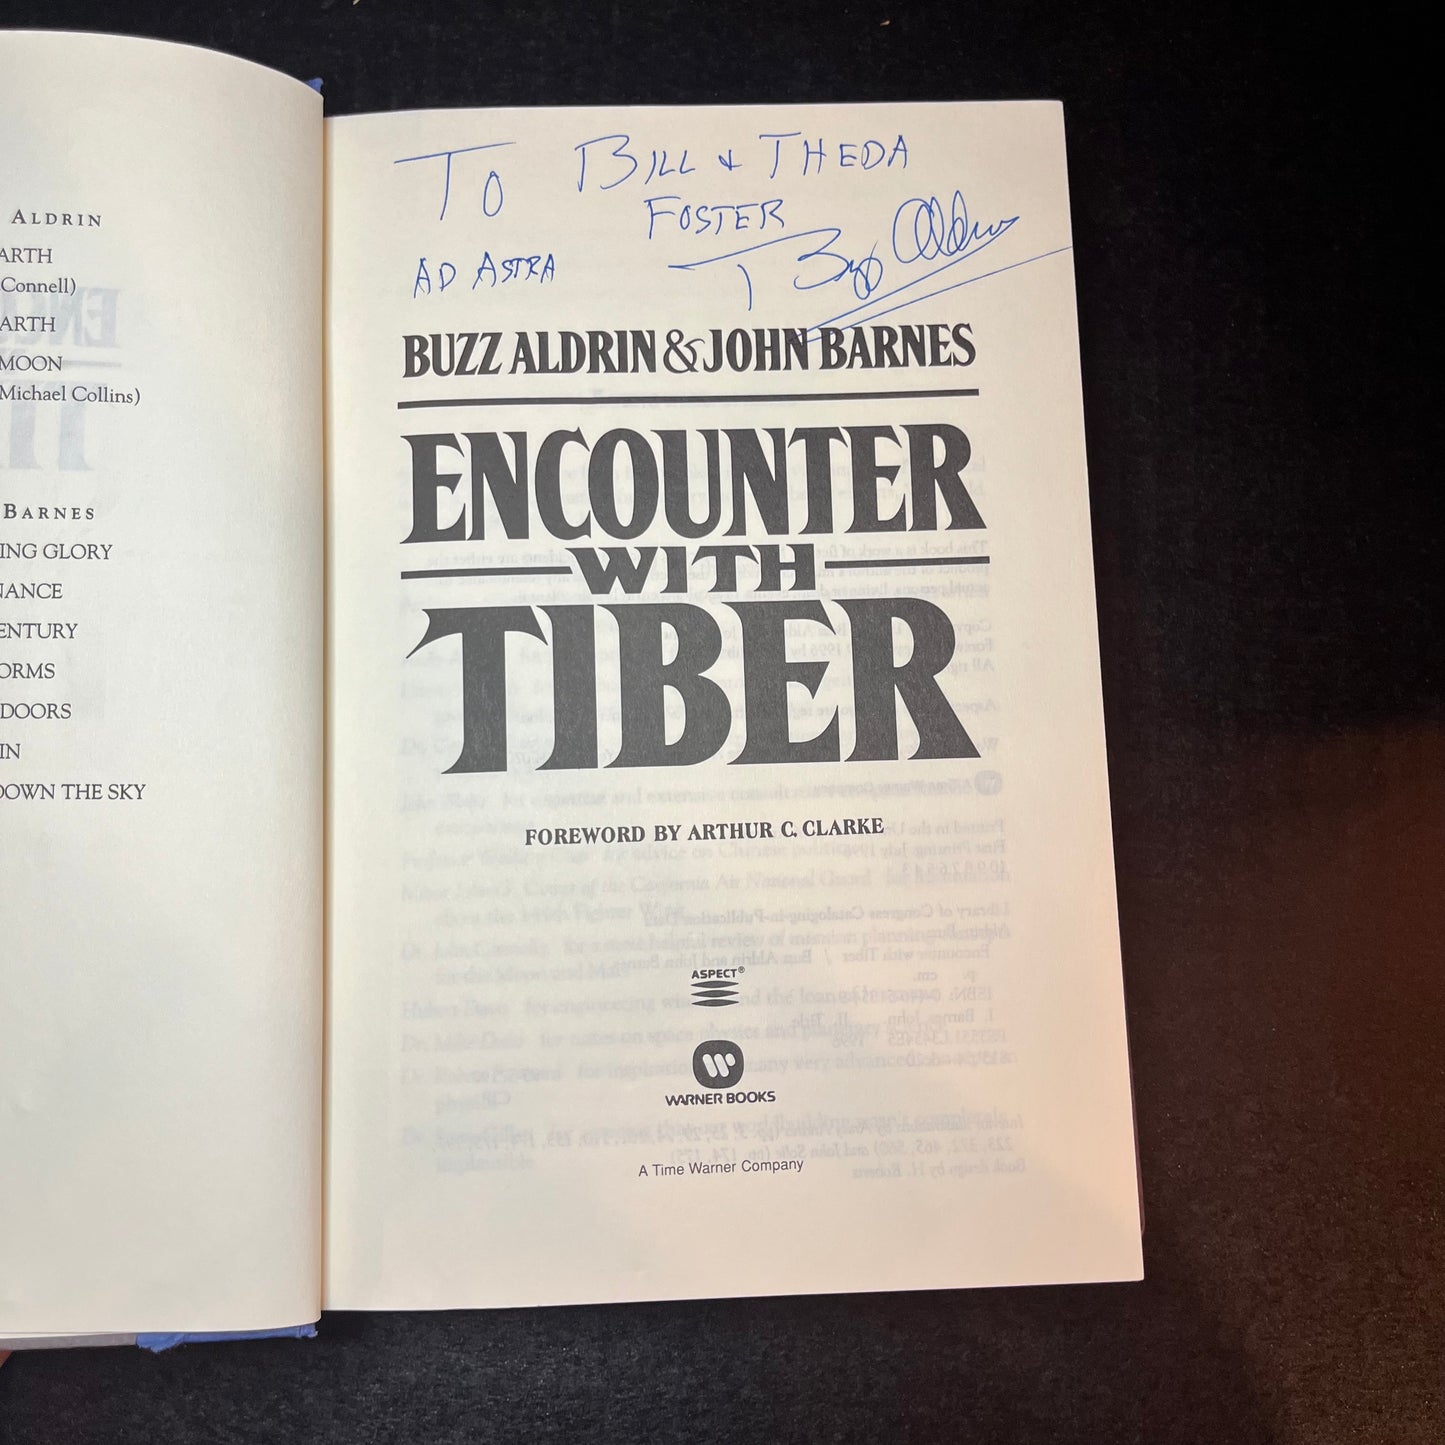 ALDRIN
ARTH
Connell)
ARTH
MOON
Michael Collins)
BARNES
ING GLORY
NANCE
ENTURY
ORMS
DOORS
IN
DOWN THE SKY
TO BILL & THEDA
FOSTER
AD ASTRA
Buzz Aldrin
BUZZ ALDRIN & JOHN BARNES
ENCOUNTER
WITH
TIBER
FOREWORD BY ARTHUR C. CLARKE
ASPECT®
WARNER BOOKS
A Time Warner Company